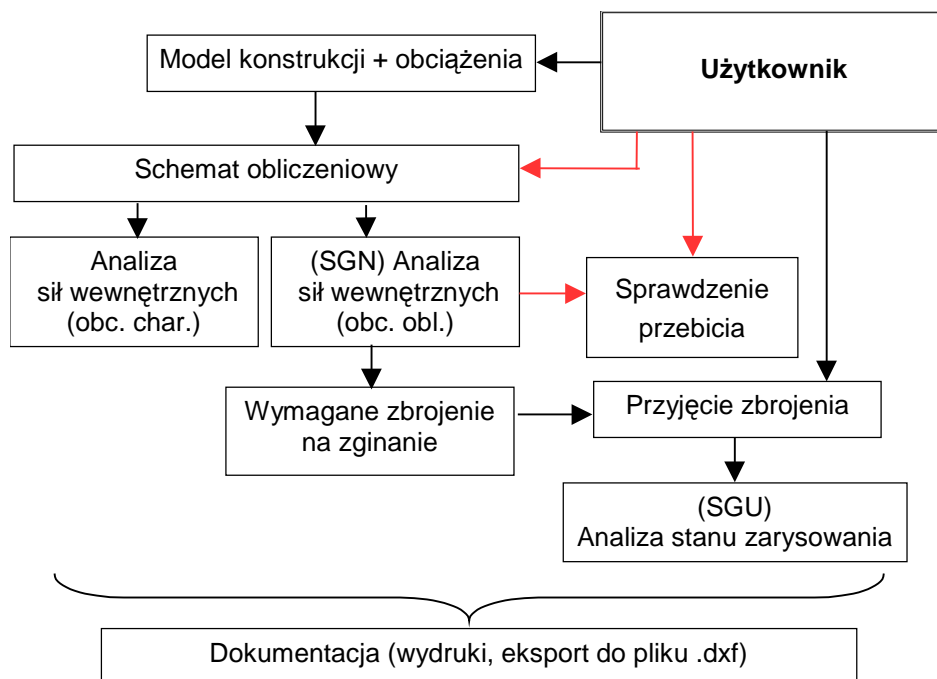 Model konstrukcji + obciążenia
Użytkownik
Schemat obliczeniowy
Analiza
sił wewnętrznych
(obc. char.)
(SGN) Analiza
sił wewnętrznych
(obc. obl.)
Sprawdzenie
przebicia
Wymagane zbrojenie
na zginanie
Przyjęcie zbrojenia
(SGU)
Analiza stanu zarysowania
Dokumentacja (wydruki, eksport do pliku .dxf)